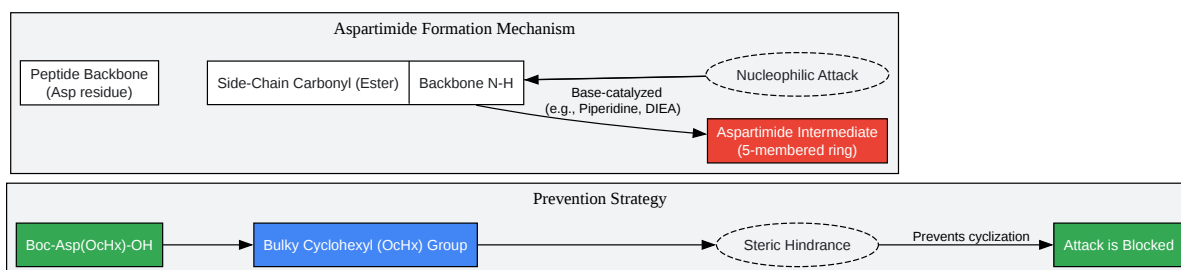 Aspartimide Formation Mechanism
Peptide Backbone
(Asp residue)
Side-Chain Carbonyl (Ester)
Backbone N-H
Nucleophilic Attack
Base-catalyzed
(e.g., Piperidine, DIEA)
Aspartimide Intermediate
(5-membered ring)
Prevention Strategy
Boc-Asp(OcHx)-OH
Bulky Cyclohexyl (OcHx) Group
Steric Hindrance
Prevents cyclization
Attack is Blocked